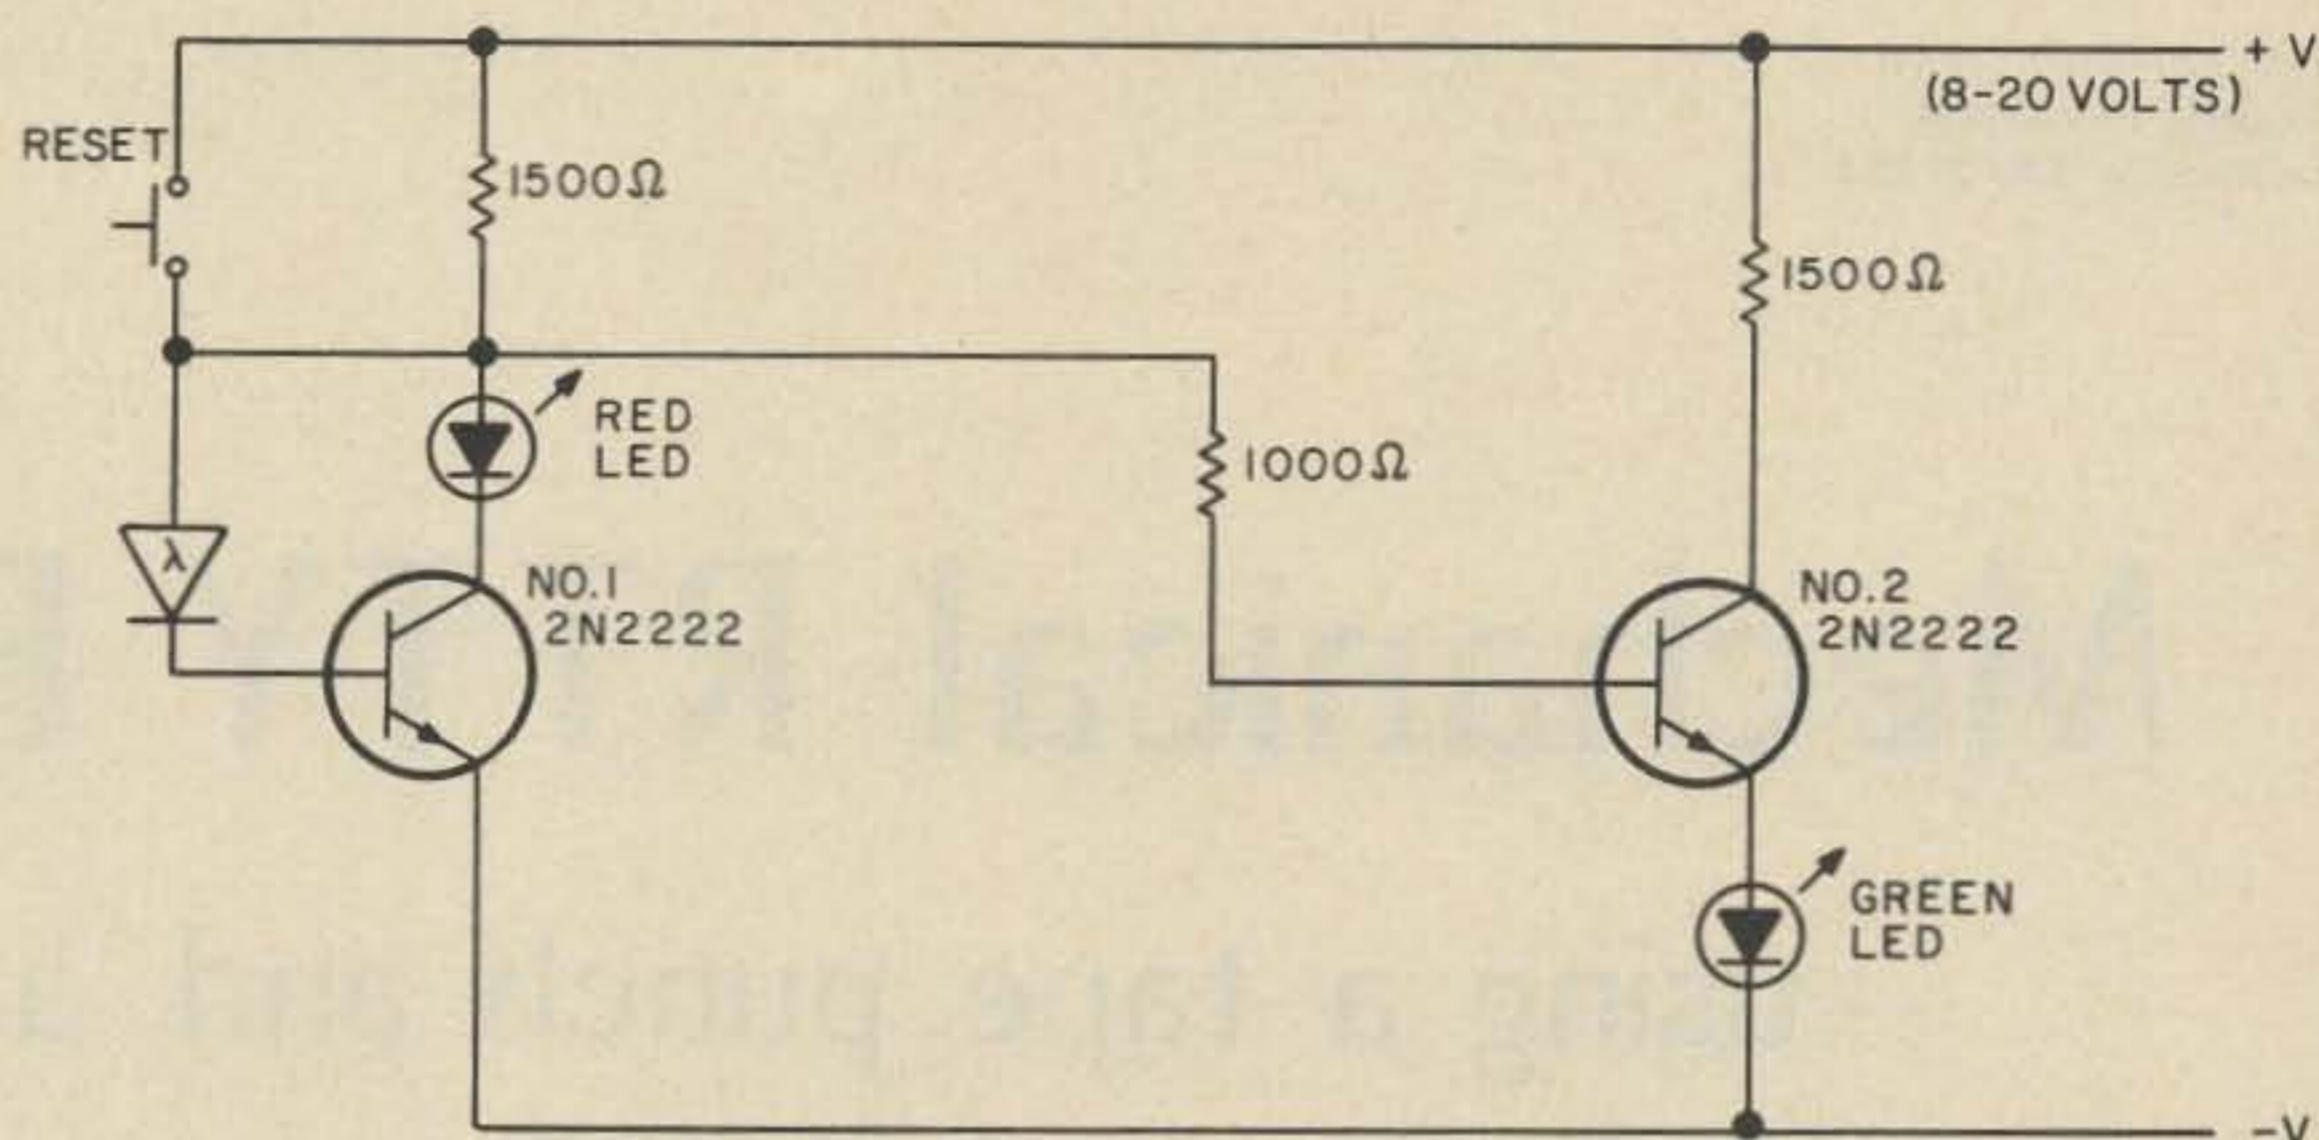 + V
(8-20 VOLTS)
RESET
1500Ω
1500Ω
RED
LED
1000Ω
λ
NO.1
2N2222
NO.2
2N2222
GREEN
LED
-V